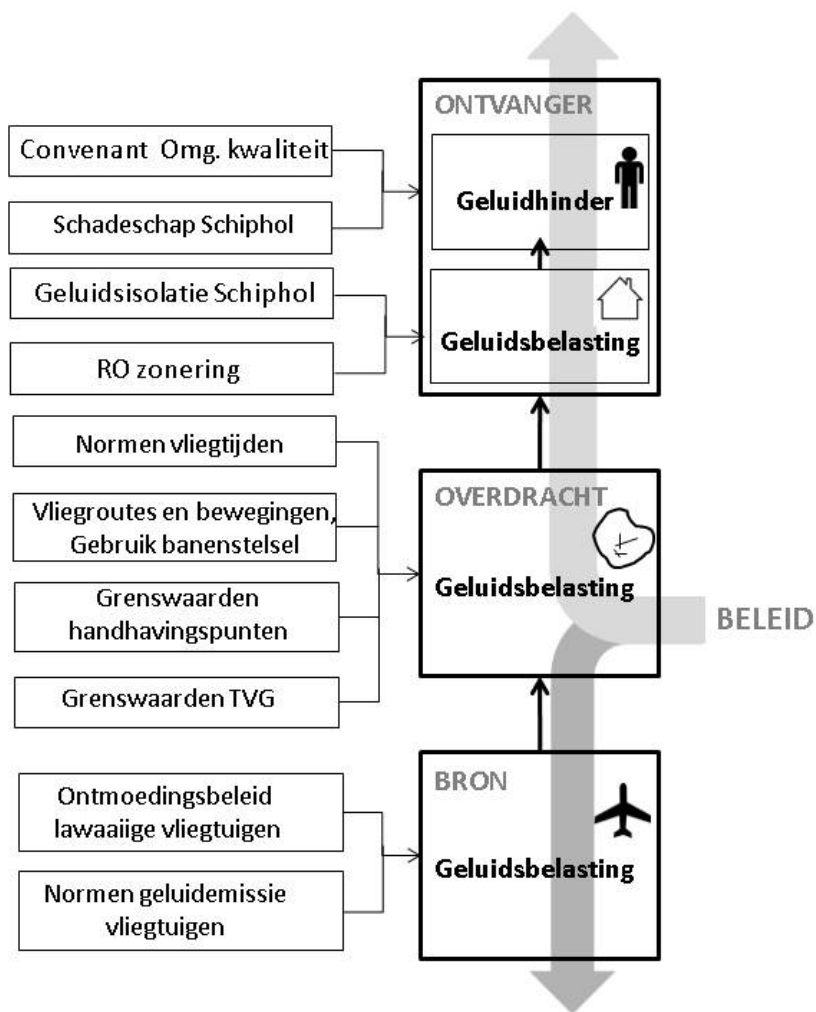 ONTVANGER
Convenant Omg. kwaliteit
Geluidhinder
Schadeschap Schiphol
Geluidsisolatie Schiphol
Geluidsbelasting
RO zonering
Normen vliegtijden
OVERDRACHT
Vliegroutes en bewegingen,
Gebruik banenstelsel
Geluidsbelasting
Grenswaarden
handhavingspunten
BELEID
Grenswaarden TVG
BRON
Ontmoedingsbeleid
lawaaiige vliegtuigen
Geluidsbelasting
Normen geluidemissie
vliegtuigen